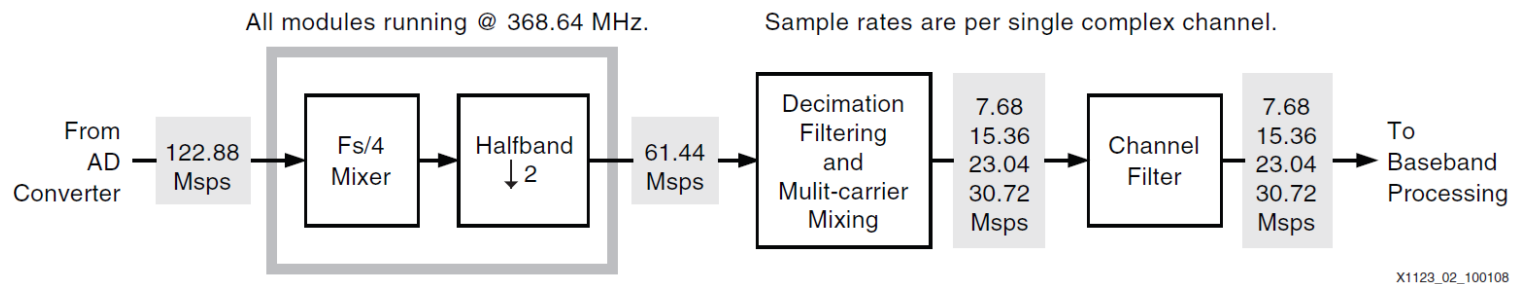 All modules running @ 368.64 MHz.
Sample rates are per single complex channel.
From
AD
Converter
122.88
Msps
Fs/4
Mixer
Halfband
↓ 2
61.44
Msps
Decimation
Filtering
and
Mulit-carrier
Mixing
7.68
15.36
23.04
30.72
Msps
Channel
Filter
7.68
15.36
23.04
30.72
Msps
To
Baseband
Processing
X1123_02_100108